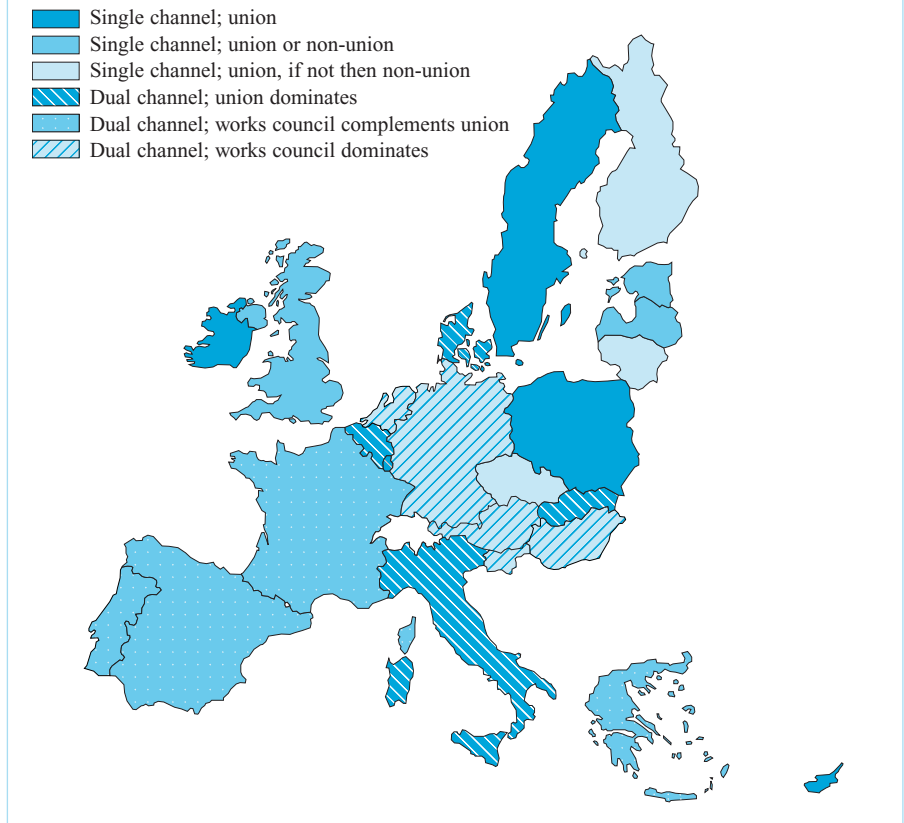 Single channel; union
Single channel; union or non-union
Single channel; union, if not then non-union
Dual channel; union dominates
Dual channel; works council complements union
Dual channel; works council dominates